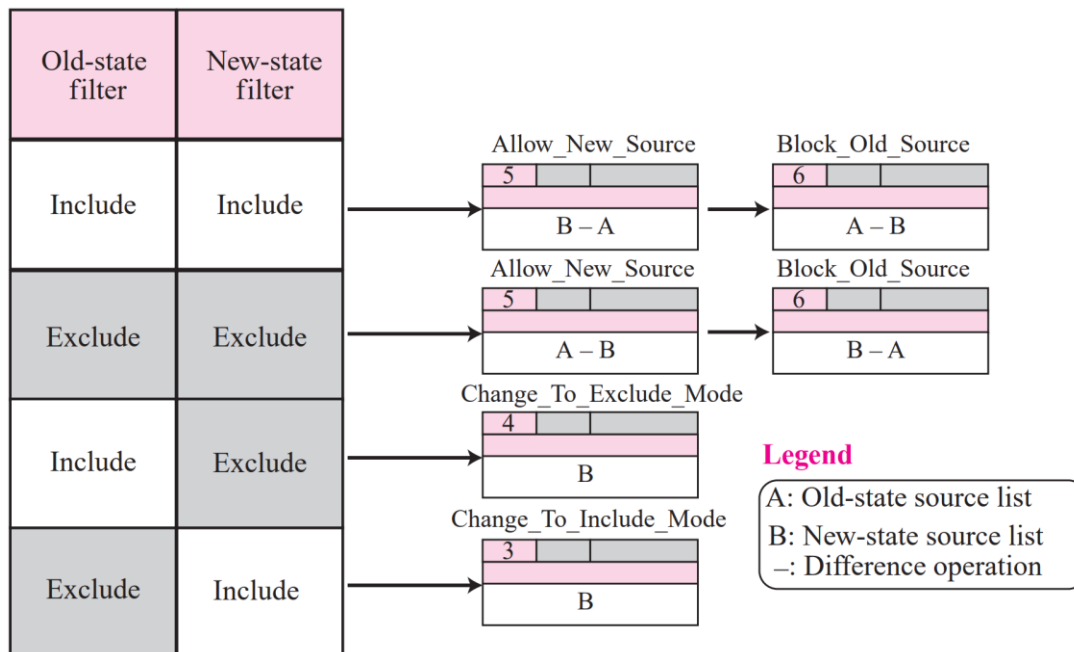 Old-state filter
New-state filter
Include
Include
Allow_New_Source
5
B – A
Block_Old_Source
6
A – B
Exclude
Exclude
Allow_New_Source
5
A – B
Block_Old_Source
6
B – A
Include
Exclude
Change_To_Exclude_Mode
4
B
Exclude
Include
Change_To_Include_Mode
3
B
Legend
A: Old-state source list
B: New-state source list
–: Difference operation